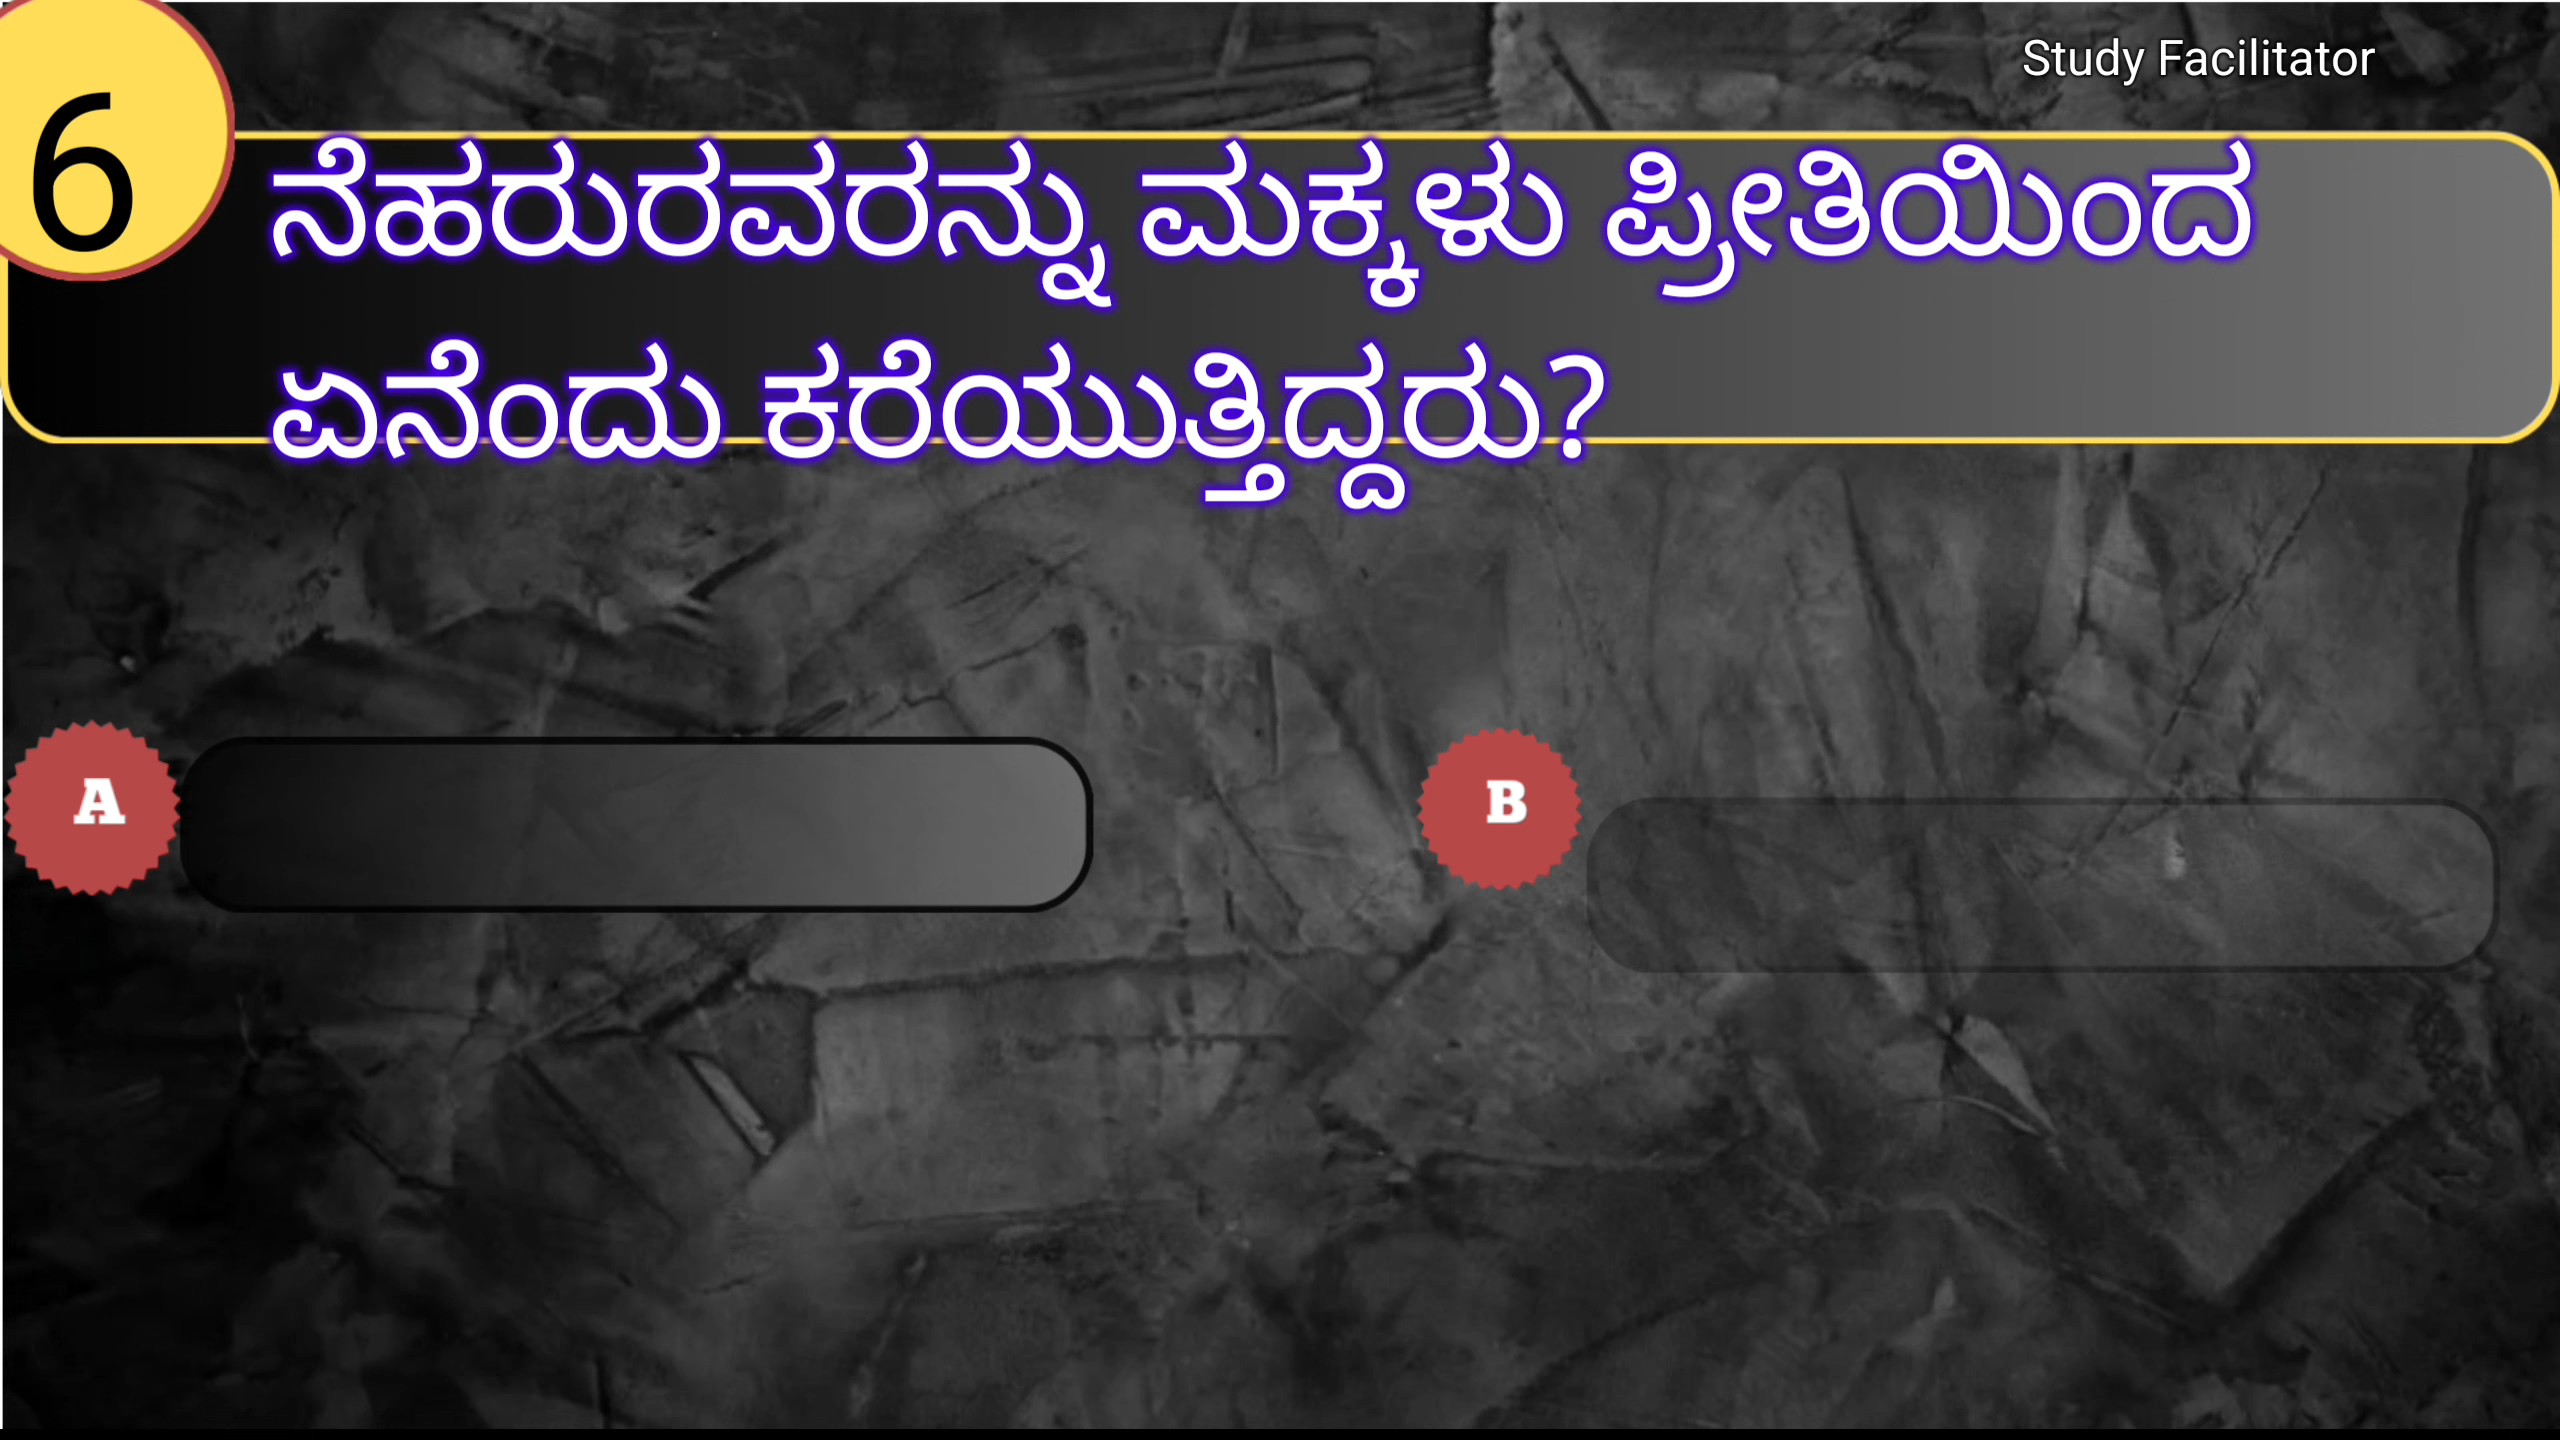 Study Facilitator
6
ನೆಹರುರವರನ್ನು ಮಕ್ಕಳು ಪ್ರೀತಿಯಿಂದ
ಏನೆಂದು ಕರೆಯುತ್ತಿದ್ದರು?
A
B